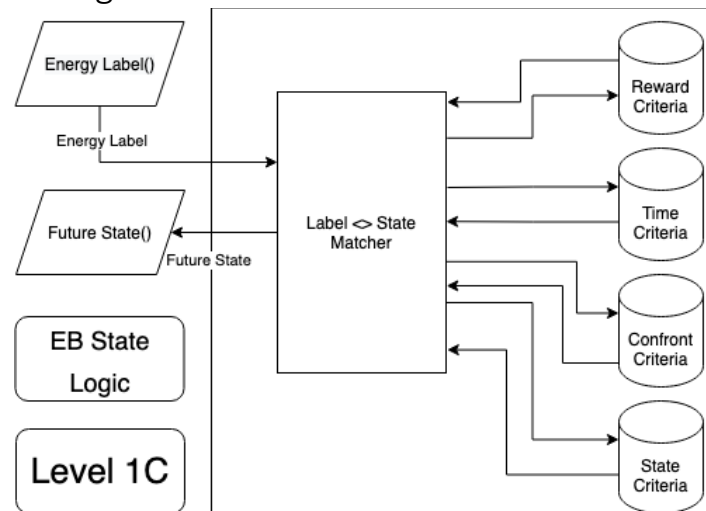 Energy Label()
Energy Label
Future State()
Future State
EB State
Logic
Level 1C
Label <> State
Matcher
Reward
Criteria
Time
Criteria
Confront
Criteria
State
Criteria